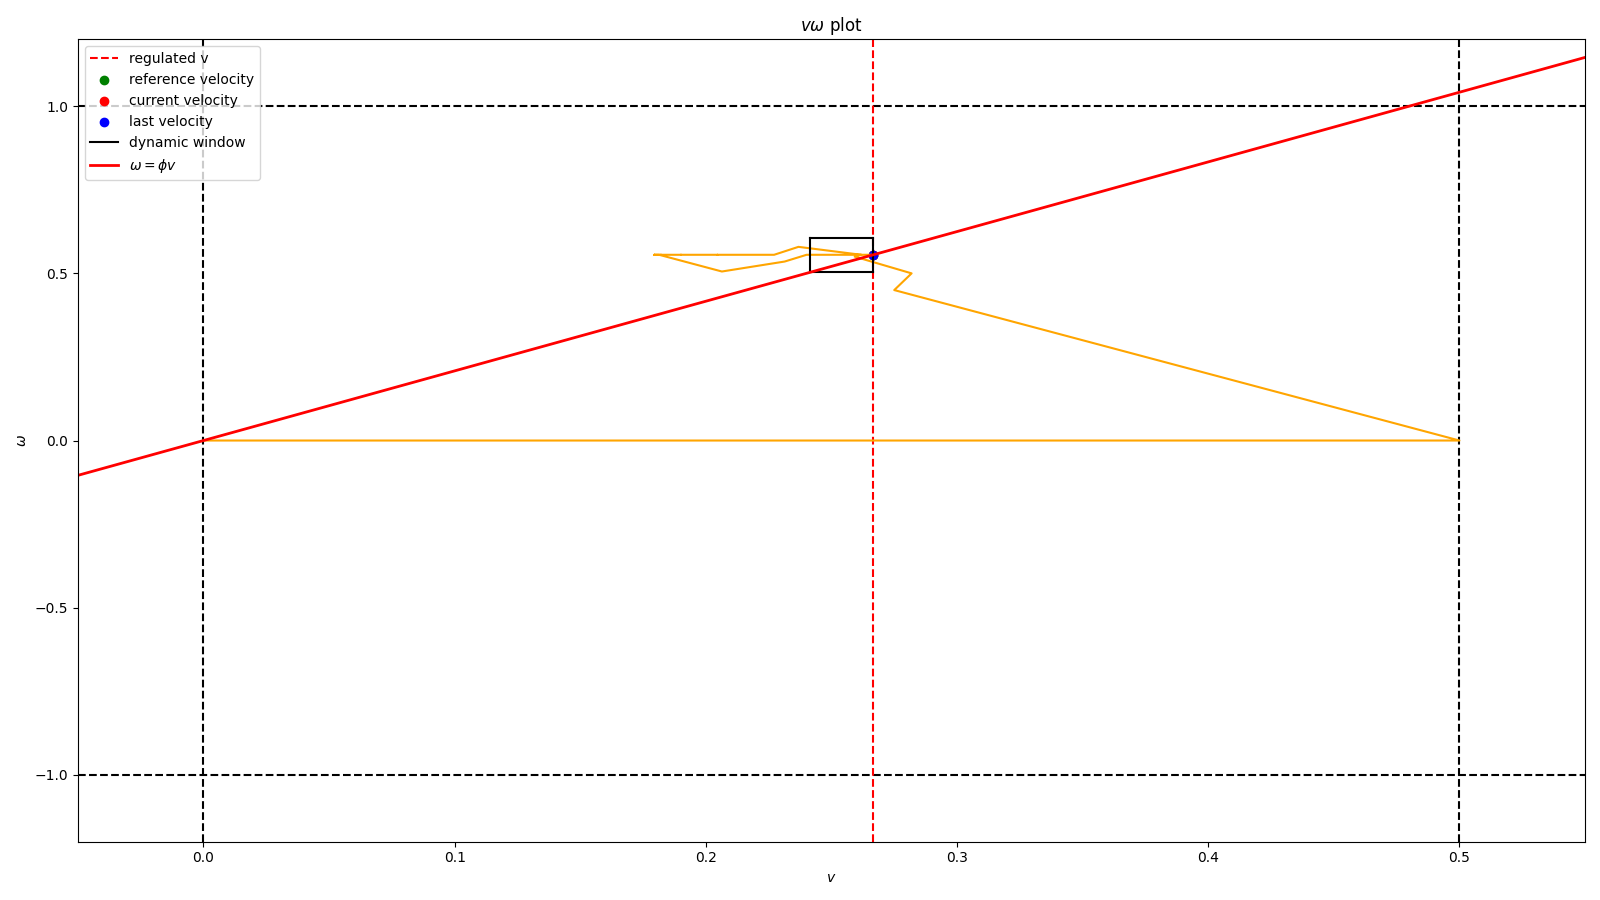 vω plot
regulated v
reference velocity
current velocity
last velocity
dynamic window
ω = ϕv
ω
1.0
0.5
0.0
−0.5
−1.0
0.0 0.1 0.2 0.3 0.4 0.5
v